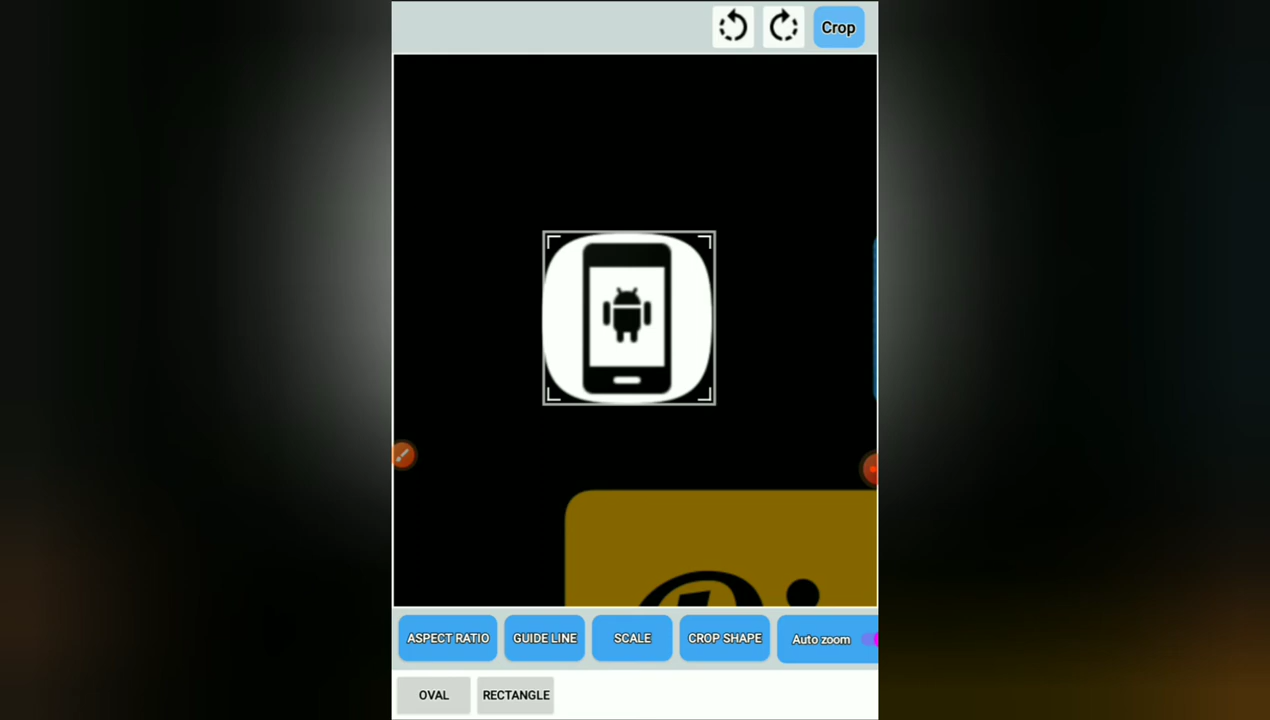 Crop
ASPECT RATIO GUIDE LINE SCALE CROP SHAPE Auto zoom
OVAL RECTANGLE